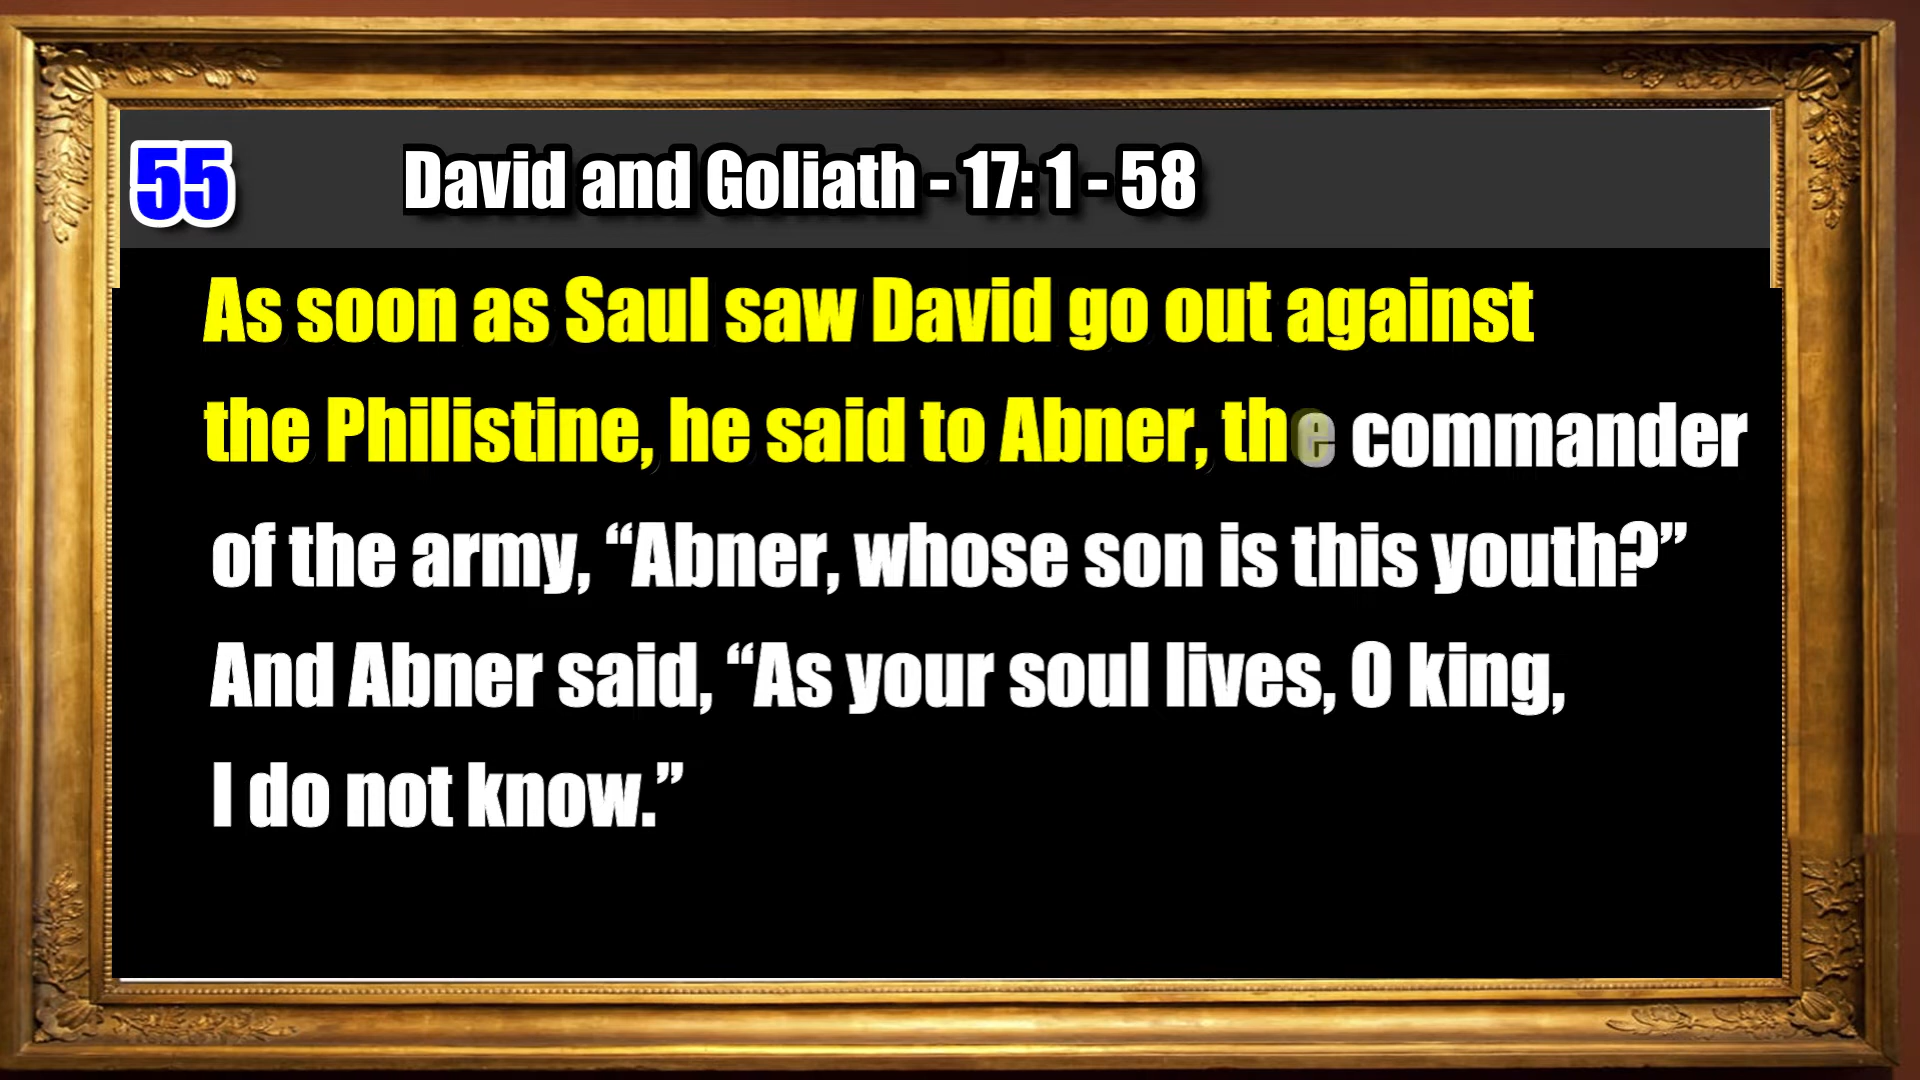 55 David and Goliath - 17: 1 - 58
As soon as Saul saw David go out against
the Philistine, he said to Abner, the commander
of the army, “Abner, whose son is this youth?”
And Abner said, “As your soul lives, O king,
I do not know.”